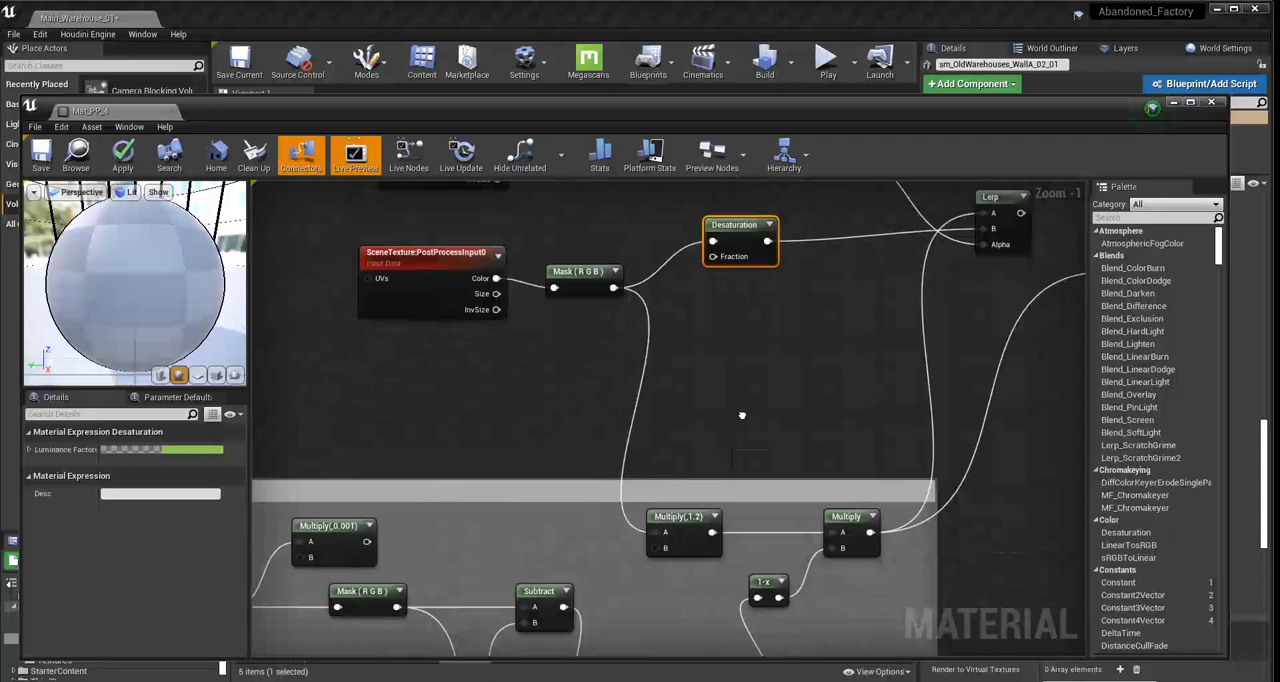 Main_Warehouse_01*
Abandoned_Factory
File Edit Houdini Engine Window Help
Place Actors
Search Classes
Recently Placed
Camera Blocking Volu
Save Current Source Control Modes Content Marketplace Settings Megascans Blueprints Cinematics Build Play Launch
Details World Outliner Layers World Settings
sm_OldWarehouses_WallA_02_01
+Add Component Blueprint/Add Script
Mat_PP_4
File Edit Asset Window Help
Save Browse Apply Search Home Clean Up Connectors Live Preview Live Nodes Live Update Hide Unrelated Stats Platform Stats Preview Nodes Hierarchy
Perspective Lit Show
Zoom -1
Palette
Category: All
Search
Atmosphere
AtmosphericFogColor
Blends
Blend_ColorBurn
Blend_ColorDodge
Blend_Darken
Blend_Difference
Blend_Exclusion
Blend_HardLight
Blend_Lighten
Blend_LinearBurn
Blend_LinearDodge
Blend_LinearLight
Blend_Overlay
Blend_PinLight
Blend_Screen
Blend_SoftLight
Lerp_ScratchGrime
Lerp_ScratchGrime2
Chromakeying
DiffColorKeyerErodeSinglePa
MF_Chromakeyer
MF_Chromakeyer
Color
Desaturation
LinearTosRGB
sRGBToLinear
Constants
Constant 1
Constant2Vector 2
Constant3Vector 3
Constant4Vector 4
DeltaTime
DistanceCullFade
SceneTexture:PostProcessInput0
Input Data
UVs Color
Size
InvSize
Mask ( R G B )
Desaturation
Fraction
Lerp
A
B
Alpha
Multiply(,0.001)
A
B
Mask ( R G B )
Subtract
A
B
Multiply(,1.2)
A
B
Multiply
A
B
1-x
MATERIAL
Details Parameter Defaults
Search Details
Material Expression Desaturation
Luminance Factors
Material Expression
Desc
StarterContent
5 items (1 selected)
View Options
Render to Virtual Textures 0 Array elements